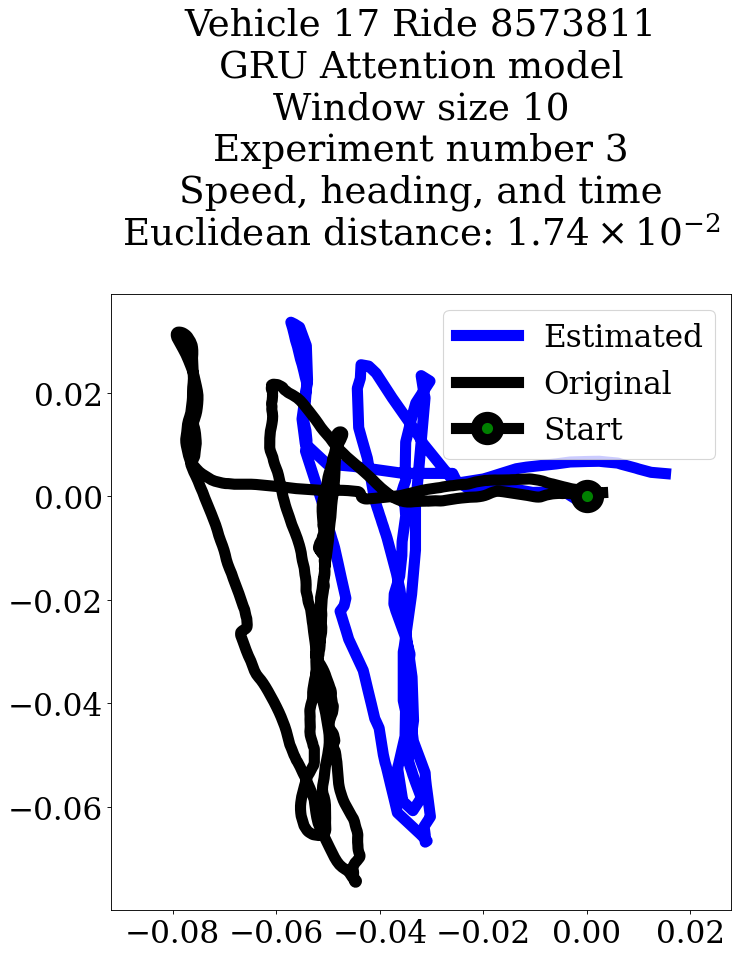 Vehicle 17 Ride 8573811
GRU Attention model
Window size 10
Experiment number 3
Speed, heading, and time
Euclidean distance: 1.74 × 10⁻²
Estimated
Original
Start
0.02
0.00
−0.02
−0.04
−0.06
−0.08 −0.06 −0.04 −0.02 0.00 0.02